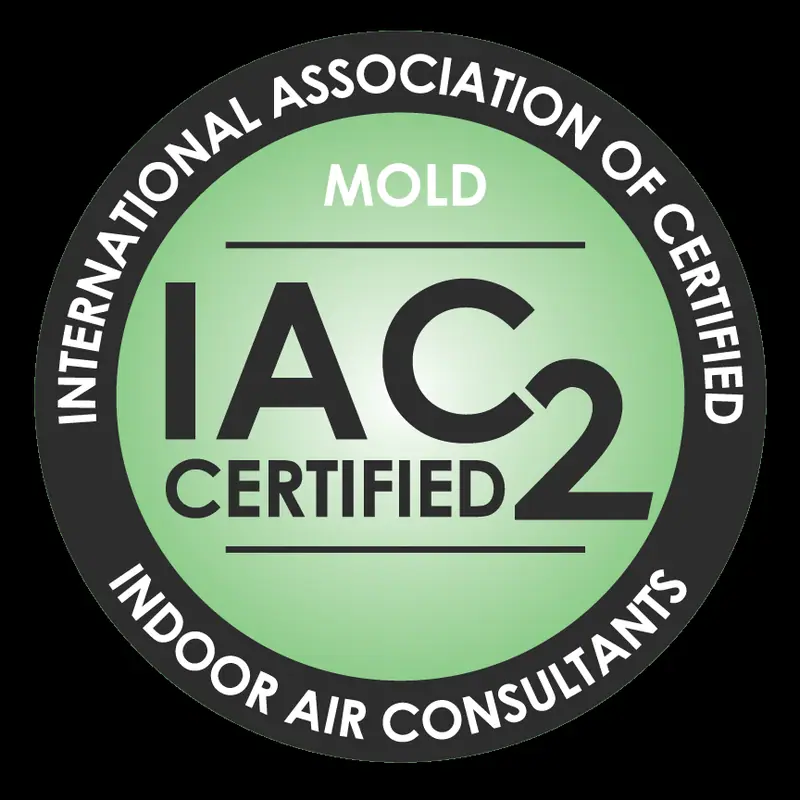 INTERNATIONAL ASSOCIATION OF CERTIFIED
MOLD
IAC2
CERTIFIED
INDOOR AIR CONSULTANTS